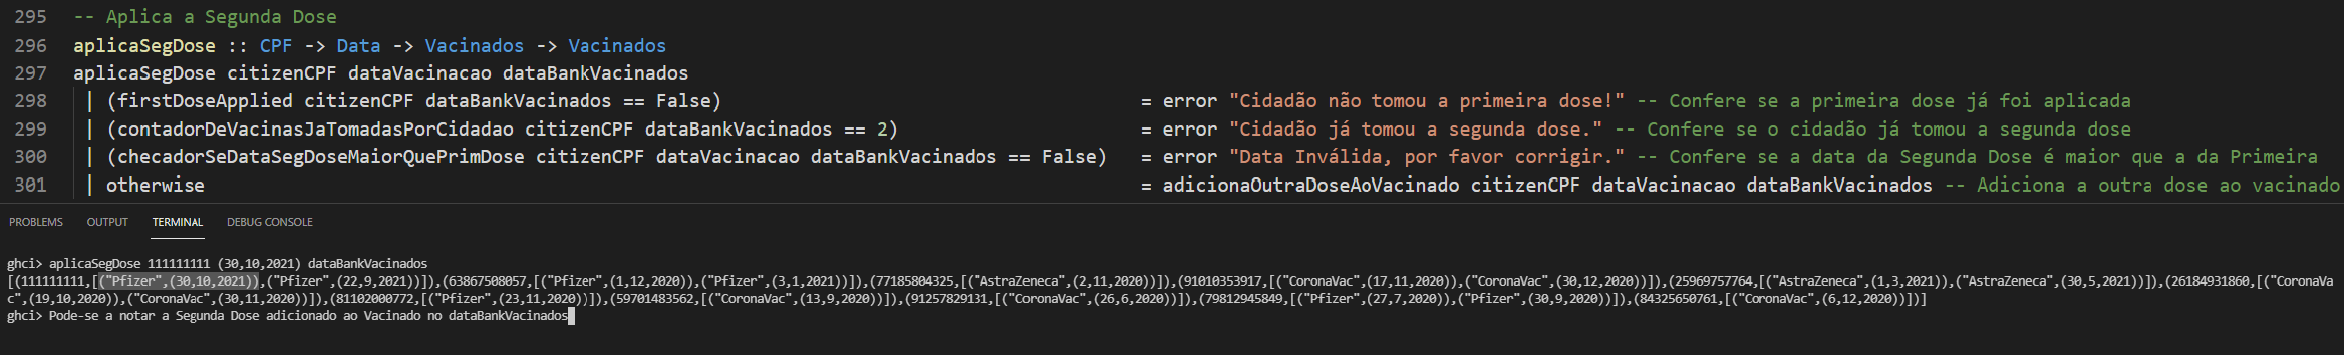 295 -- Aplica a Segunda Dose
296 aplicaSegDose :: CPF -> Data -> Vacinados -> Vacinados
297 aplicaSegDose citizenCPF dataVacinacao dataBankVacinados
298 | (firstDoseApplied citizenCPF dataBankVacinados == False) = error "Cidadão não tomou a primeira dose!" -- Confere se a primeira dose já foi aplicada
299 | (contadorDeVacinasJaTomadasPorCidadao citizenCPF dataBankVacinados == 2) = error "Cidadão já tomou a segunda dose." -- Confere se o cidadão já tomou a segunda dose
300 | (checadorSeDataSegDoseMaiorQuePrimDose citizenCPF dataVacinacao dataBankVacinados == False) = error "Data Inválida, por favor corrigir." -- Confere se a data da Segunda Dose é maior que a da Primeira
301 | otherwise = adicionaOutraDoseAoVacinado citizenCPF dataVacinacao dataBankVacinados -- Adiciona a outra dose ao vacinado
PROBLEMS OUTPUT TERMINAL DEBUG CONSOLE
ghci> aplicaSegDose 111111111 (30,10,2021) dataBankVacinados
[(111111111,[("Pfizer",(30,10,2021)),("Pfizer",(22,9,2021))]),(63867508057,[("Pfizer",(1,12,2020)),("Pfizer",(3,1,2021))]),(77185804325,[("AstraZeneca",(2,11,2020))]),(91010353917,[("CoronaVac",(17,11,2020)),("CoronaVac",(30,12,2020))]),(25969757764,[("AstraZeneca",(1,3,2021)),("AstraZeneca",(30,5,2021))]),(26184931860,[("CoronaVa
c",(19,10,2020)),("CoronaVac",(30,11,2020))]),(81102000772,[("Pfizer",(23,11,2020))]),(59701483562,[("CoronaVac",(13,9,2020))]),(91257829131,[("CoronaVac",(26,6,2020))]),(79812945849,[("Pfizer",(27,7,2020)),("Pfizer",(30,9,2020))]),(84325650761,[("CoronaVac",(6,12,2020))])]
ghci> Pode-se a notar a Segunda Dose adicionado ao Vacinado no dataBankVacinados